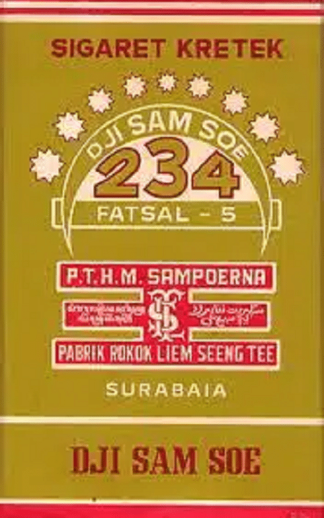 SIGARET KRETEK
DJI SAM SOE
234
FATSAL - 5
P.T.H.M. SAMPOERNA
PABRIK ROKOK LIEM SEENG TEE
SURABAIA
DJI SAM SOE